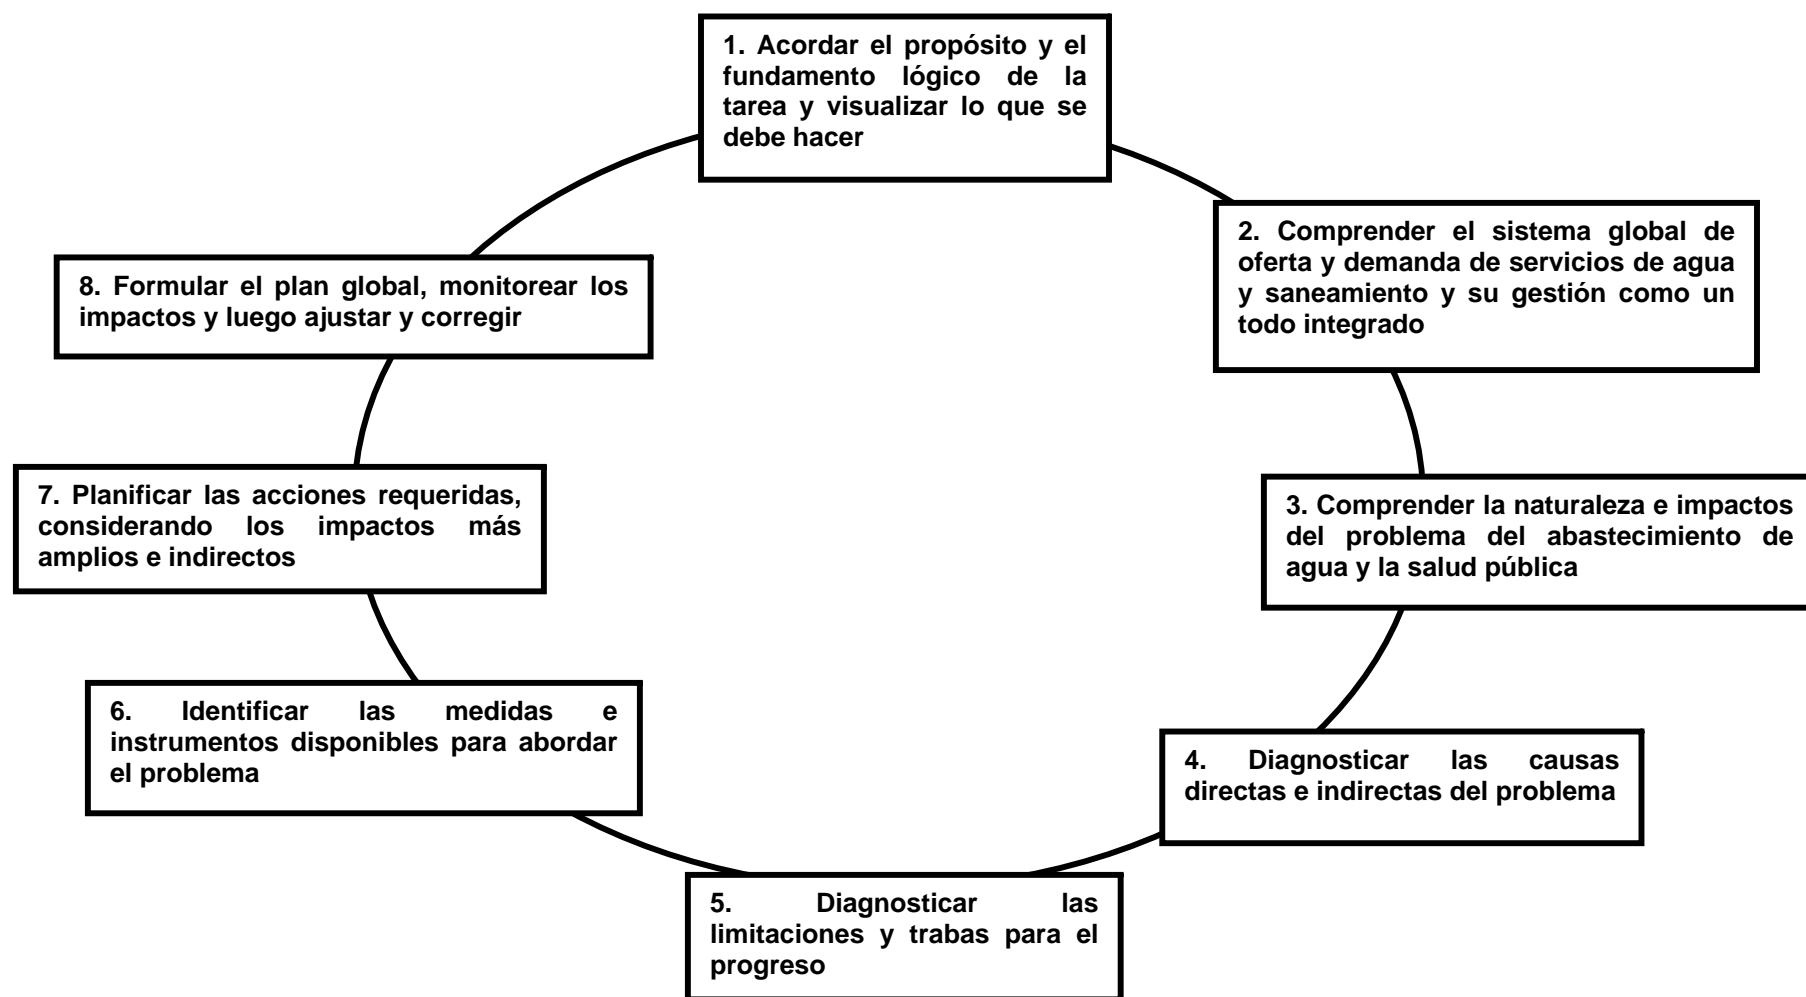 1. Acordar el propósito y el
fundamento lógico de la
tarea y visualizar lo que se
debe hacer
2. Comprender el sistema global de
oferta y demanda de servicios de agua
y saneamiento y su gestión como un
todo integrado
3. Comprender la naturaleza e impactos
del problema del abastecimiento de
agua y la salud pública
4. Diagnosticar las causas
directas e indirectas del problema
5. Diagnosticar las
limitaciones y trabas para el
progreso
6. Identificar las medidas e
instrumentos disponibles para abordar
el problema
7. Planificar las acciones requeridas,
considerando los impactos más
amplios e indirectos
8. Formular el plan global, monitorear los
impactos y luego ajustar y corregir